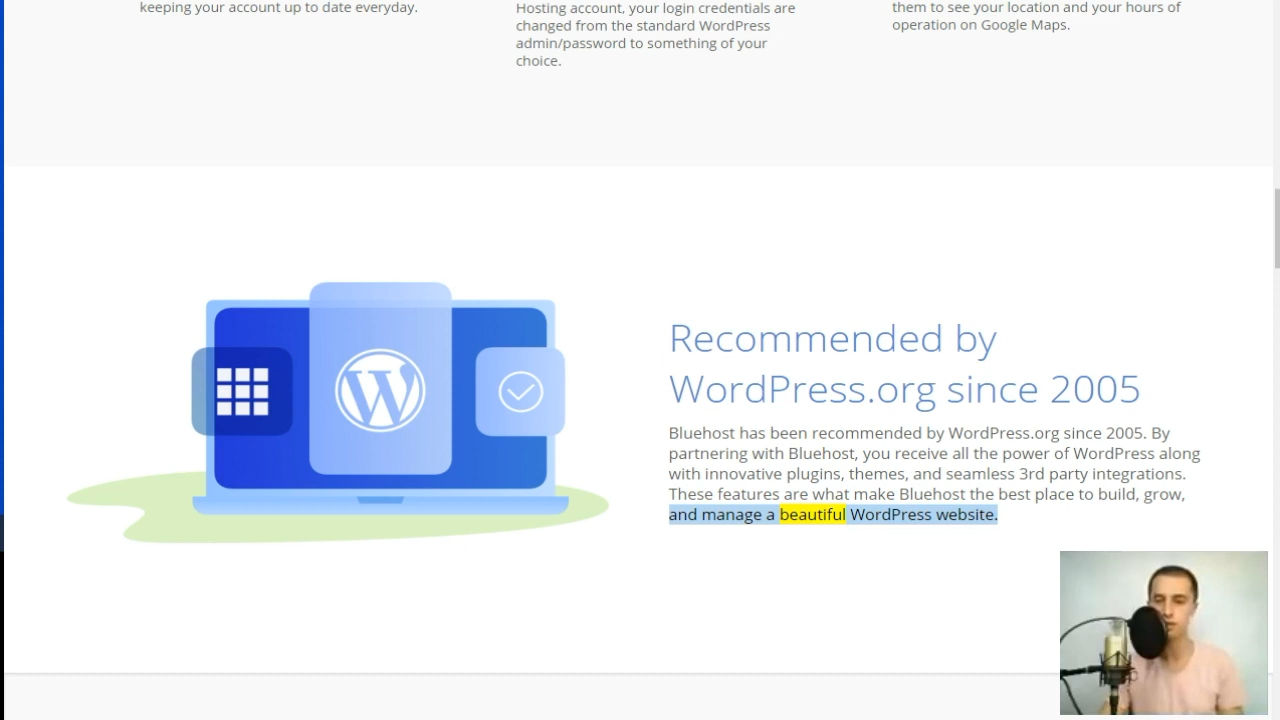 keeping your account up to date everyday.
Hosting account, your login credentials are
changed from the standard WordPress
admin/password to something of your
choice.
them to see your location and your hours of
operation on Google Maps.
Recommended by
WordPress.org since 2005
Bluehost has been recommended by WordPress.org since 2005. By
partnering with Bluehost, you receive all the power of WordPress along
with innovative plugins, themes, and seamless 3rd party integrations.
These features are what make Bluehost the best place to build, grow,
and manage a beautiful WordPress website.